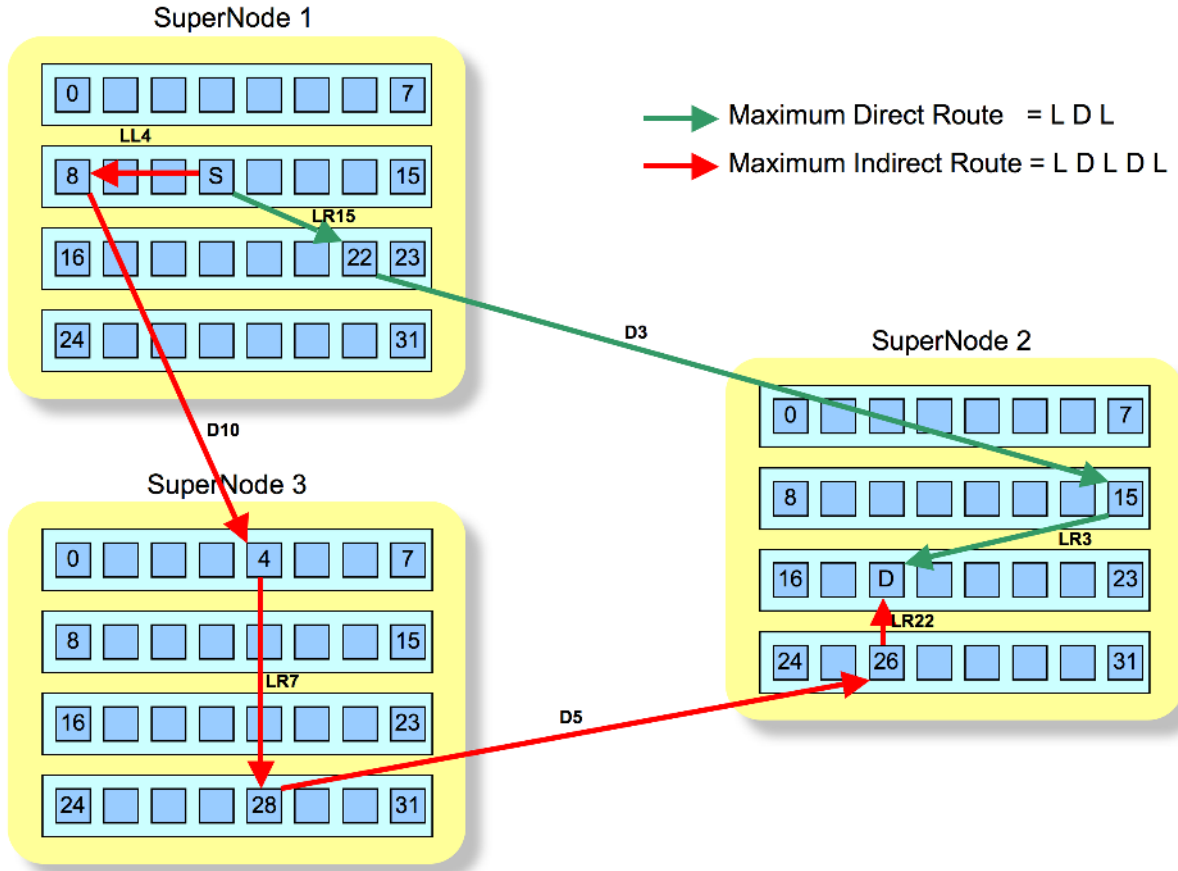 SuperNode 1
0 7
LL4
8 S 15
LR15
16 22 23
24 31
Maximum Direct Route = L D L
Maximum Indirect Route = L D L D L
D3
D10
SuperNode 2
0 7
8 15
LR3
16 D 23
LR22
24 26 31
SuperNode 3
0 4 7
8 15
LR7
16 23
24 28 31
D5